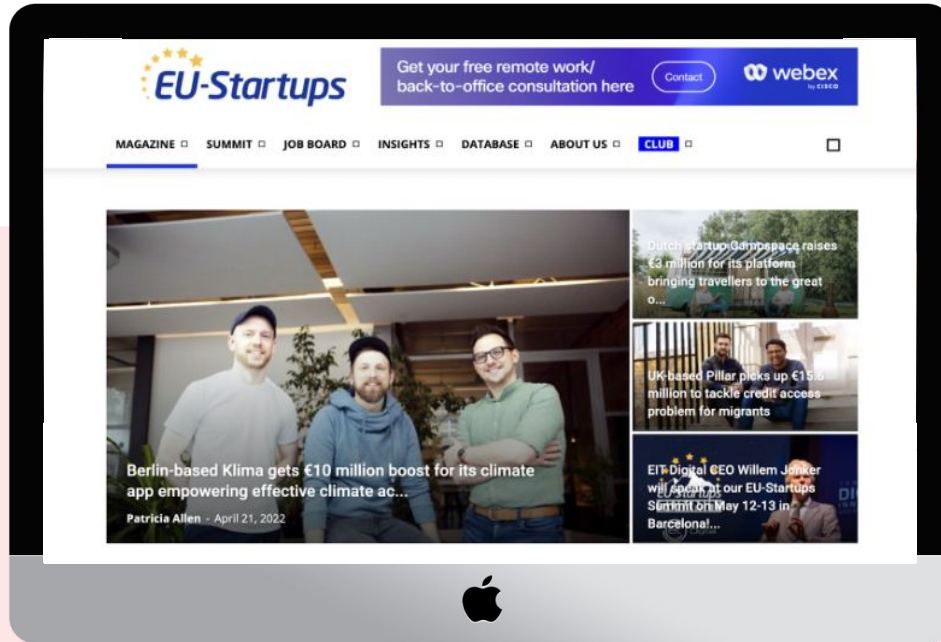 EU-Startups
Get your free remote work/
back-to-office consultation here
Contact
webex
by CISCO
MAGAZINE SUMMIT JOB BOARD INSIGHTS DATABASE ABOUT US CLUB
Berlin-based Klima gets €10 million boost for its climate
app empowering effective climate ac...
Patricia Allen - April 21, 2022
Dutch startup Campspace raises
€3 million for its platform
bringing travellers to the great
o...
UK-based Pillar picks up €15.6
million to tackle credit access
problem for migrants
EIT Digital CEO Willem Jonker
will speak at our EU-Startups
Summit on May 12-13 in
Barcelona!...
EU-Startups
Digital